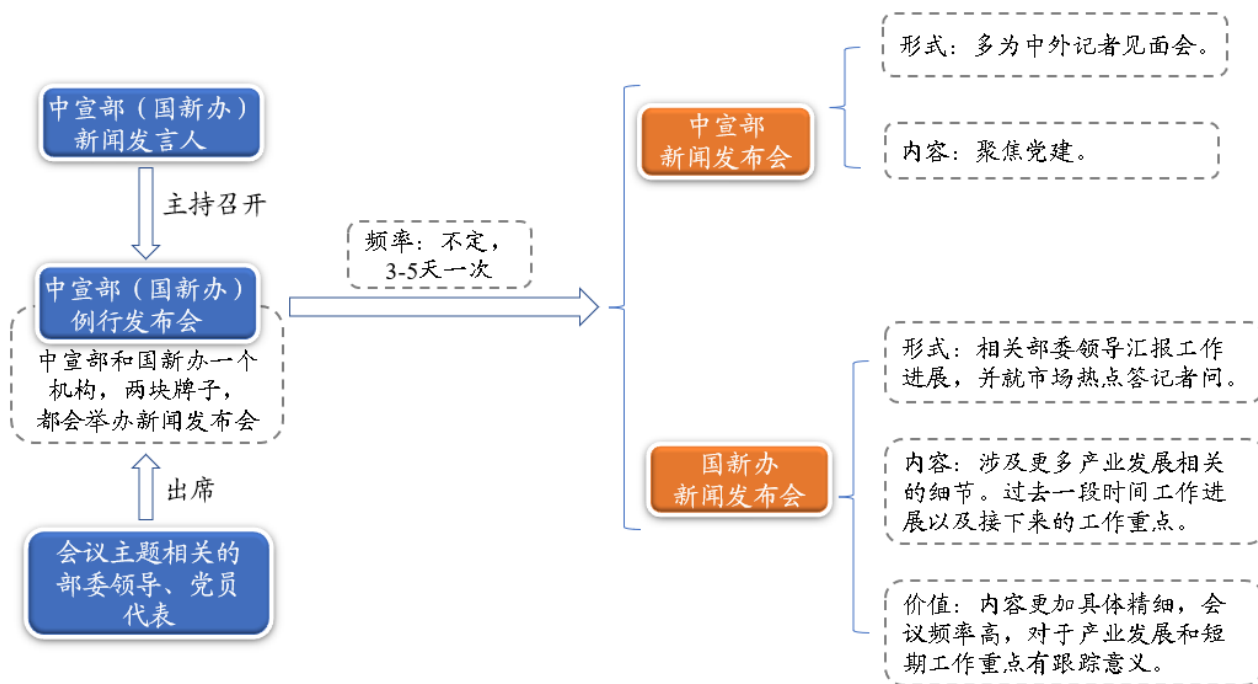 中宣部（国新办）
新闻发言人
主持召开
中宣部（国新办）
例行发布会
中宣部和国新办一个
机构，两块牌子，
都会举办新闻发布会
出席
会议主题相关的
部委领导、党员
代表
频率：不定，
3-5天一次
中宣部
新闻发布会
形式：多为中外记者见面会。
内容：聚焦党建。
国新办
新闻发布会
形式：相关部委领导汇报工作
进展，并就市场热点答记者问。
内容：涉及更多产业发展相关
的细节。过去一段时间工作进
展以及接下来的工作重点。
价值：内容更加具体精细，会
议频率高，对于产业发展和短
期工作重点有跟踪意义。